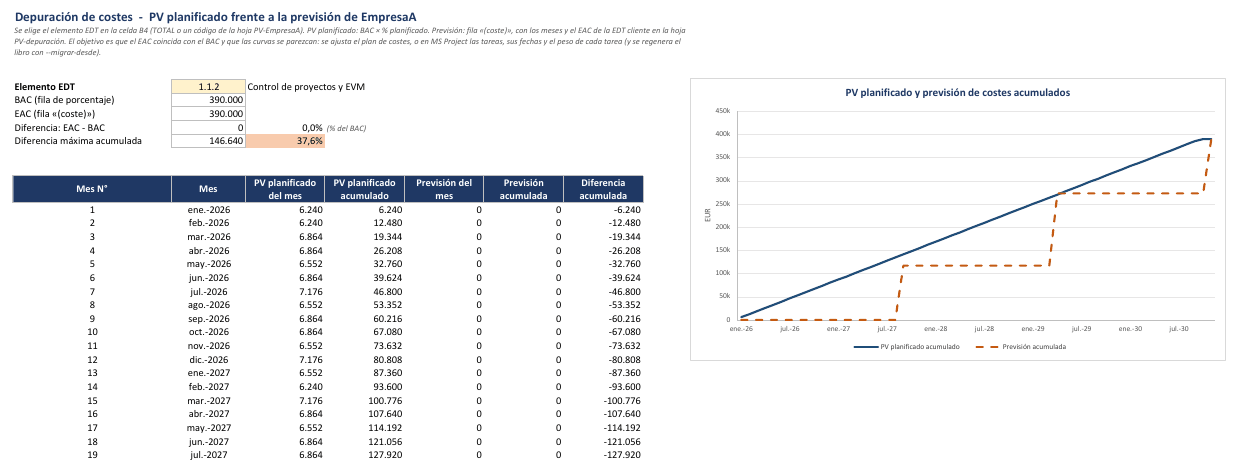 Depuración de costes - PV planificado frente a la previsión de EmpresaA
Se elige el elemento EDT en la celda B4 (TOTAL o un código de la hoja PV-EmpresaA). PV planificado: BAC × % planificado. Previsión: fila «(coste)», con los meses y el EAC de la EDT cliente en la hoja
PV-depuración. El objetivo es que el EAC coincida con el BAC y que las curvas se parezcan: se ajusta el plan de costes, o en MS Project las tareas, sus fechas y el peso de cada tarea (y se regenera el
libro con --migrar-desde).
Elemento EDT 1.1.2 Control de proyectos y EVM
BAC (fila de porcentaje) 390.000
EAC (fila «(coste)») 390.000
Diferencia: EAC - BAC 0 0,0% (% del BAC)
Diferencia máxima acumulada 146.640 37,6%
Mes N° Mes PV planificado del mes PV planificado acumulado Previsión del mes Previsión acumulada Diferencia acumulada
1 ene.-2026 6.240 6.240 0 0 -6.240
2 feb.-2026 6.240 12.480 0 0 -12.480
3 mar.-2026 6.864 19.344 0 0 -19.344
4 abr.-2026 6.864 26.208 0 0 -26.208
5 may.-2026 6.552 32.760 0 0 -32.760
6 jun.-2026 6.864 39.624 0 0 -39.624
7 jul.-2026 7.176 46.800 0 0 -46.800
8 ago.-2026 6.552 53.352 0 0 -53.352
9 sep.-2026 6.864 60.216 0 0 -60.216
10 oct.-2026 6.864 67.080 0 0 -67.080
11 nov.-2026 6.552 73.632 0 0 -73.632
12 dic.-2026 7.176 80.808 0 0 -80.808
13 ene.-2027 6.552 87.360 0 0 -87.360
14 feb.-2027 6.240 93.600 0 0 -93.600
15 mar.-2027 7.176 100.776 0 0 -100.776
16 abr.-2027 6.864 107.640 0 0 -107.640
17 may.-2027 6.552 114.192 0 0 -114.192
18 jun.-2027 6.864 121.056 0 0 -121.056
19 jul.-2027 6.864 127.920 0 0 -127.920
PV planificado y previsión de costes acumulados
450k
400k
350k
300k
250k
200k
150k
100k
50k
0
EUR
ene.-26 jul.-26 ene.-27 jul.-27 ene.-28 jul.-28 ene.-29 jul.-29 ene.-30 jul.-30
PV planificado acumulado Previsión acumulada